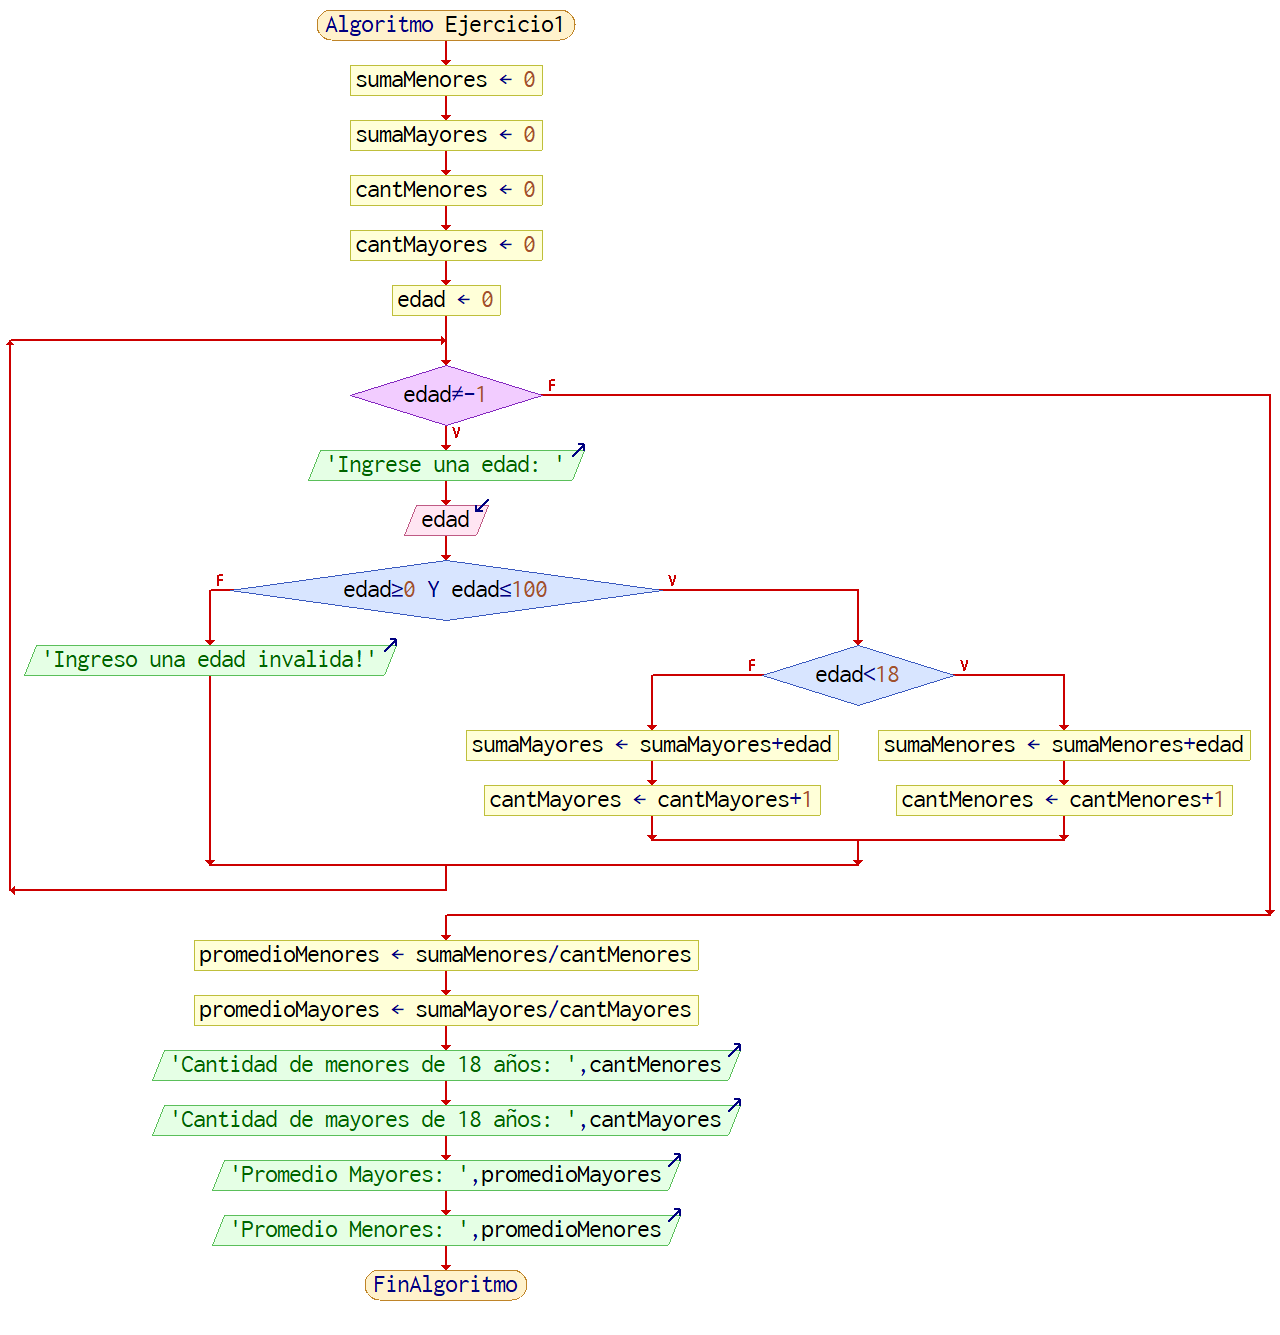 Algoritmo Ejercicio1
sumaMenores ← 0
sumaMayores ← 0
cantMenores ← 0
cantMayores ← 0
edad ← 0
edad≠-1
F
V
'Ingrese una edad: '
edad
F
edad≥0 Y edad≤100
V
'Ingreso una edad invalida!'
F
edad<18
V
sumaMayores ← sumaMayores+edad
sumaMenores ← sumaMenores+edad
cantMayores ← cantMayores+1
cantMenores ← cantMenores+1
promedioMenores ← sumaMenores/cantMenores
promedioMayores ← sumaMayores/cantMayores
'Cantidad de menores de 18 años: ',cantMenores
'Cantidad de mayores de 18 años: ',cantMayores
'Promedio Mayores: ',promedioMayores
'Promedio Menores: ',promedioMenores
FinAlgoritmo